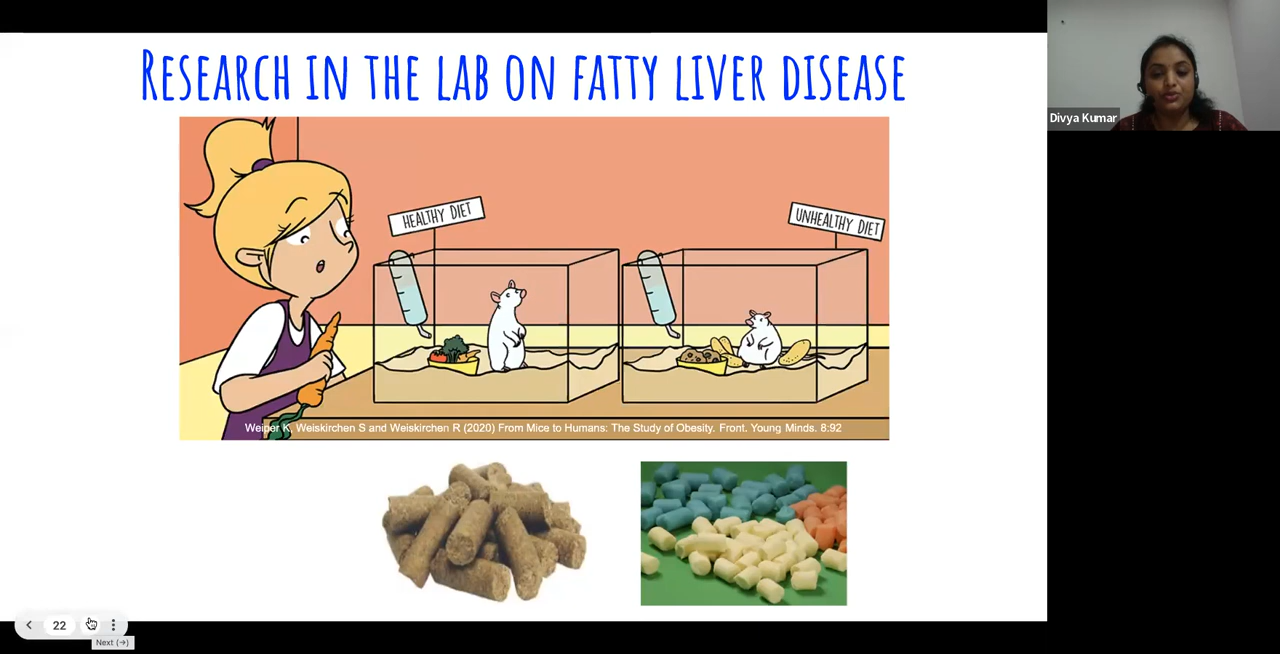 RESEARCH IN THE LAB ON FATTY LIVER DISEASE
Divya Kumar
HEALTHY DIET
UNHEALTHY DIET
Weiper K, Weiskirchen S and Weiskirchen R (2020) From Mice to Humans: The Study of Obesity. Front. Young Minds. 8:92
22
Next (→)